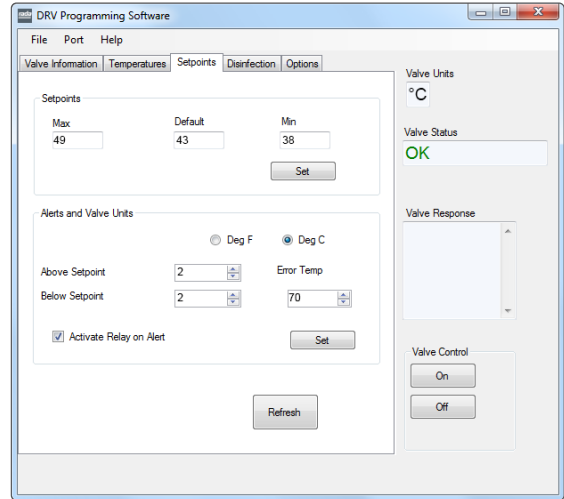 rada DRV Programming Software
File Port Help
Valve Information Temperatures Setpoints Disinfection Options
Setpoints
Max Default Min
49 43 38
Set
Alerts and Valve Units
Deg F Deg C
Above Setpoint 2 Error Temp
Below Setpoint 2 70
Activate Relay on Alert Set
Refresh
Valve Units
°C
Valve Status
OK
Valve Response
Valve Control
On
Off